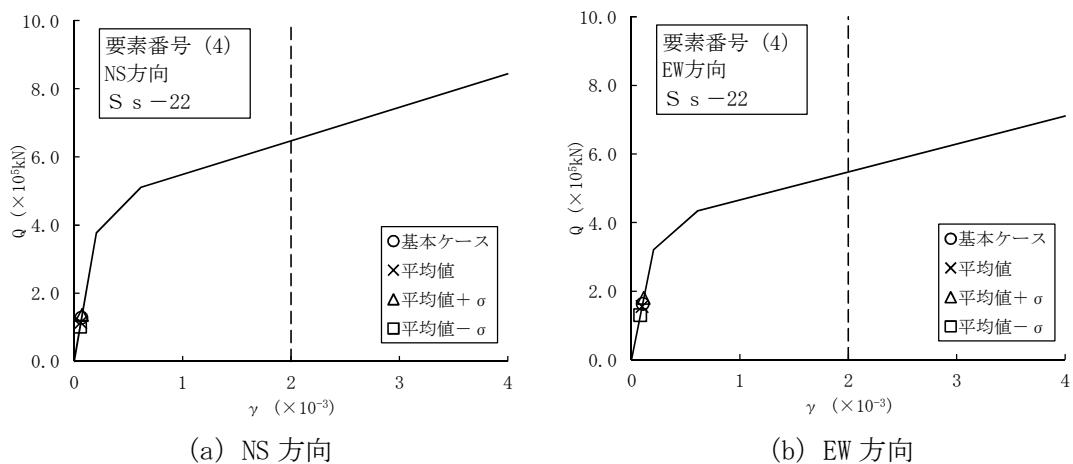 10.0
8.0
6.0
4.0
2.0
0.0
Q (×10⁵kN)
要素番号 (4)
NS方向
Ｓｓ－22
基本ケース
平均値
平均値＋σ
平均値－σ
0 1 2 3 4
γ (×10⁻³)
(a) NS 方向
10.0
8.0
6.0
4.0
2.0
0.0
Q (×10⁵kN)
要素番号 (4)
EW方向
Ｓｓ－22
基本ケース
平均値
平均値＋σ
平均値－σ
0 1 2 3 4
γ (×10⁻³)
(b) EW 方向